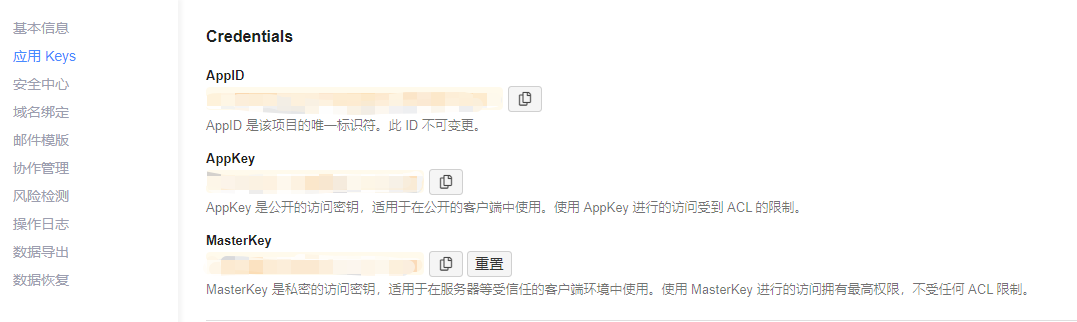 基本信息
应用 Keys
安全中心
域名绑定
邮件模版
协作管理
风险检测
操作日志
数据导出
数据恢复
Credentials
AppID
AppID 是该项目的唯一标识符。此 ID 不可变更。
AppKey
AppKey 是公开的访问密钥，适用于在公开的客户端中使用。使用 AppKey 进行的访问受到 ACL 的限制。
MasterKey
重置
MasterKey 是私密的访问密钥，适用于在服务器等受信任的客户端环境中使用。使用 MasterKey 进行的访问拥有最高权限，不受任何 ACL 限制。